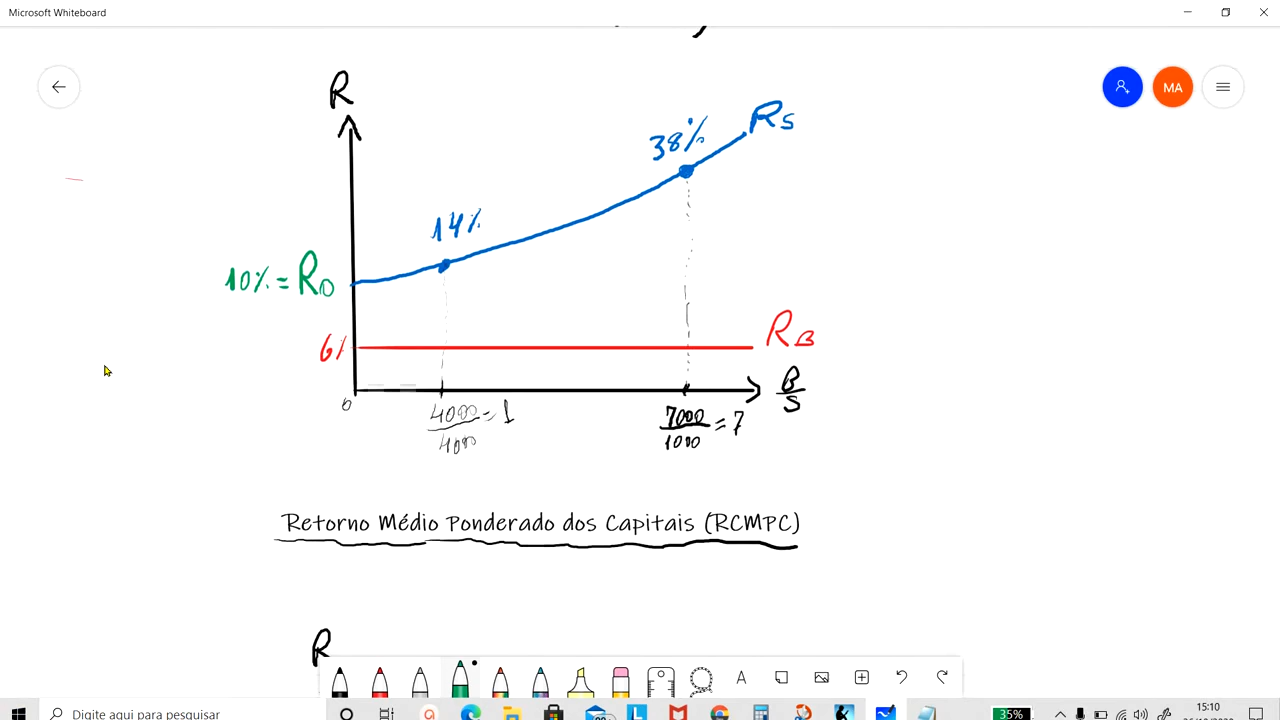 Microsoft Whiteboard
R
MA
38%
RS
14%
10% = R0
6%
RB
B
S
0
4000 = 1
4000
7000 = 7
1000
Retorno Médio Ponderado dos Capitais (RCMPC)
R
A
Digite aqui para pesquisar
35%
15:10